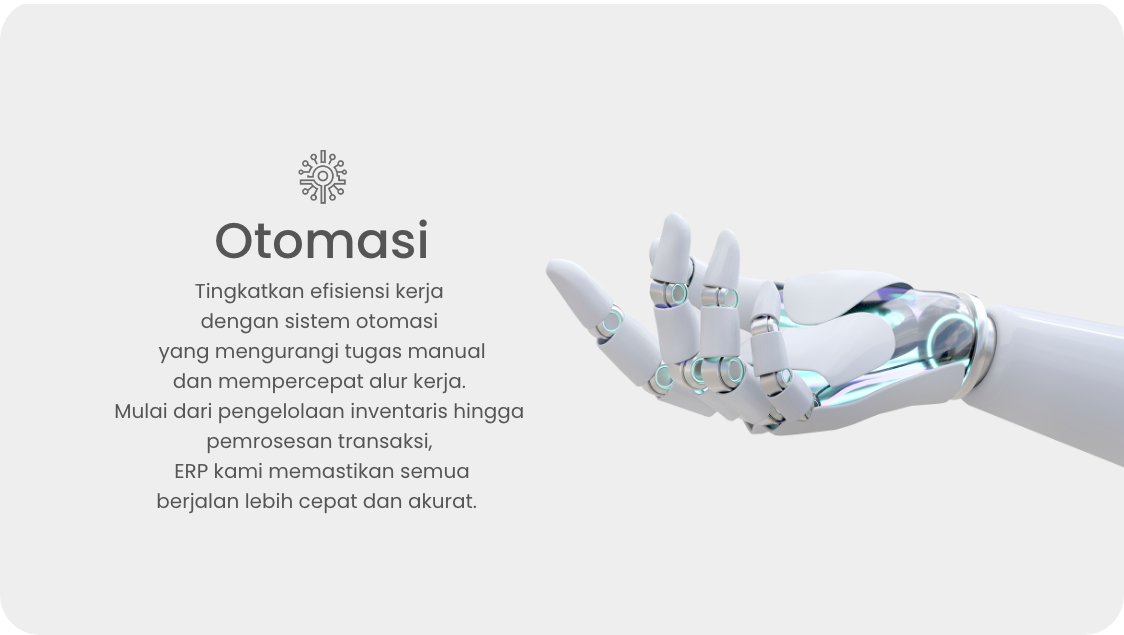 Otomasi
Tingkatkan efisiensi kerja
dengan sistem otomasi
yang mengurangi tugas manual
dan mempercepat alur kerja.
Mulai dari pengelolaan inventaris hingga
pemrosesan transaksi,
ERP kami memastikan semua
berjalan lebih cepat dan akurat.